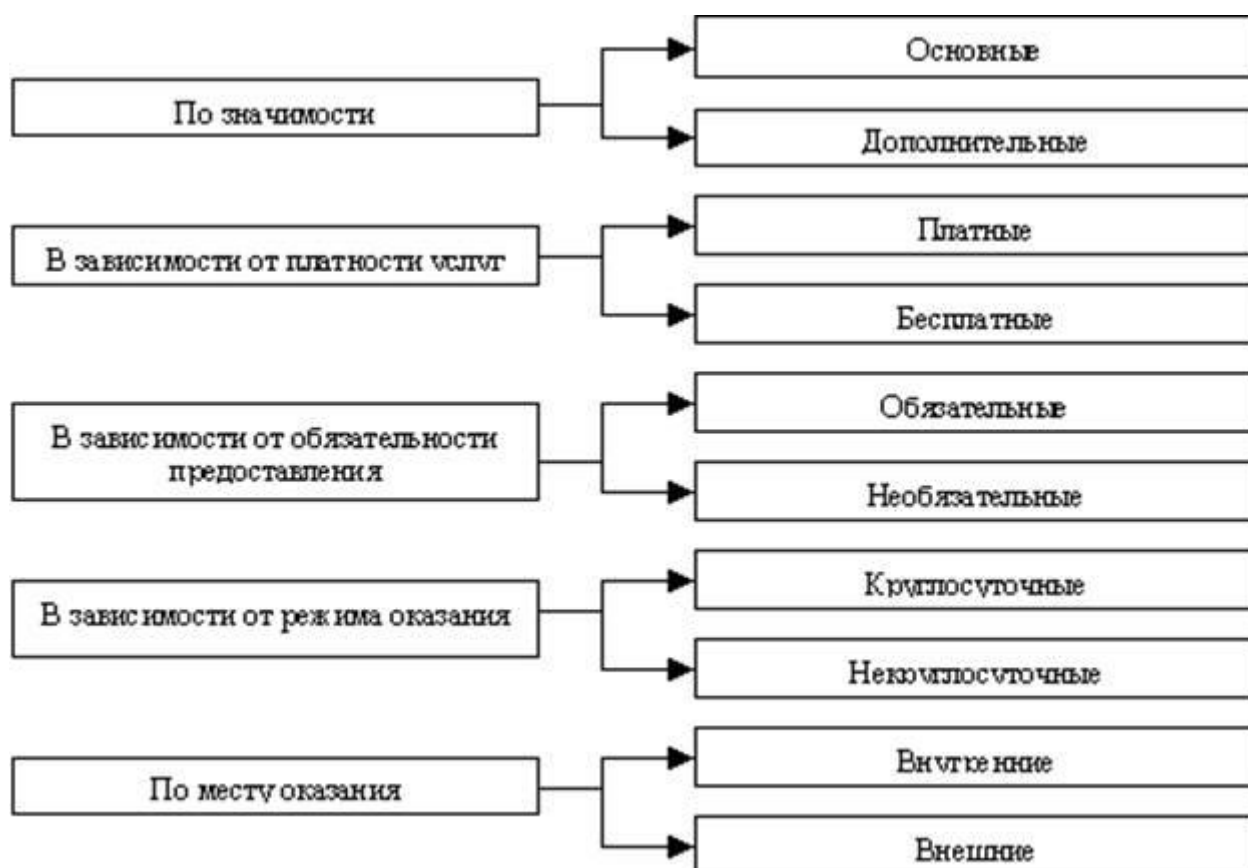 По значимости
Основные
Дополнительные
В зависимости от платности услуг
Платные
Бесплатные
В зависимости от обязательности
предоставления
Обязательные
Необязательные
В зависимости от режима оказания
Круглосуточные
Некруглосуточные
По месту оказания
Внутренние
Внешние